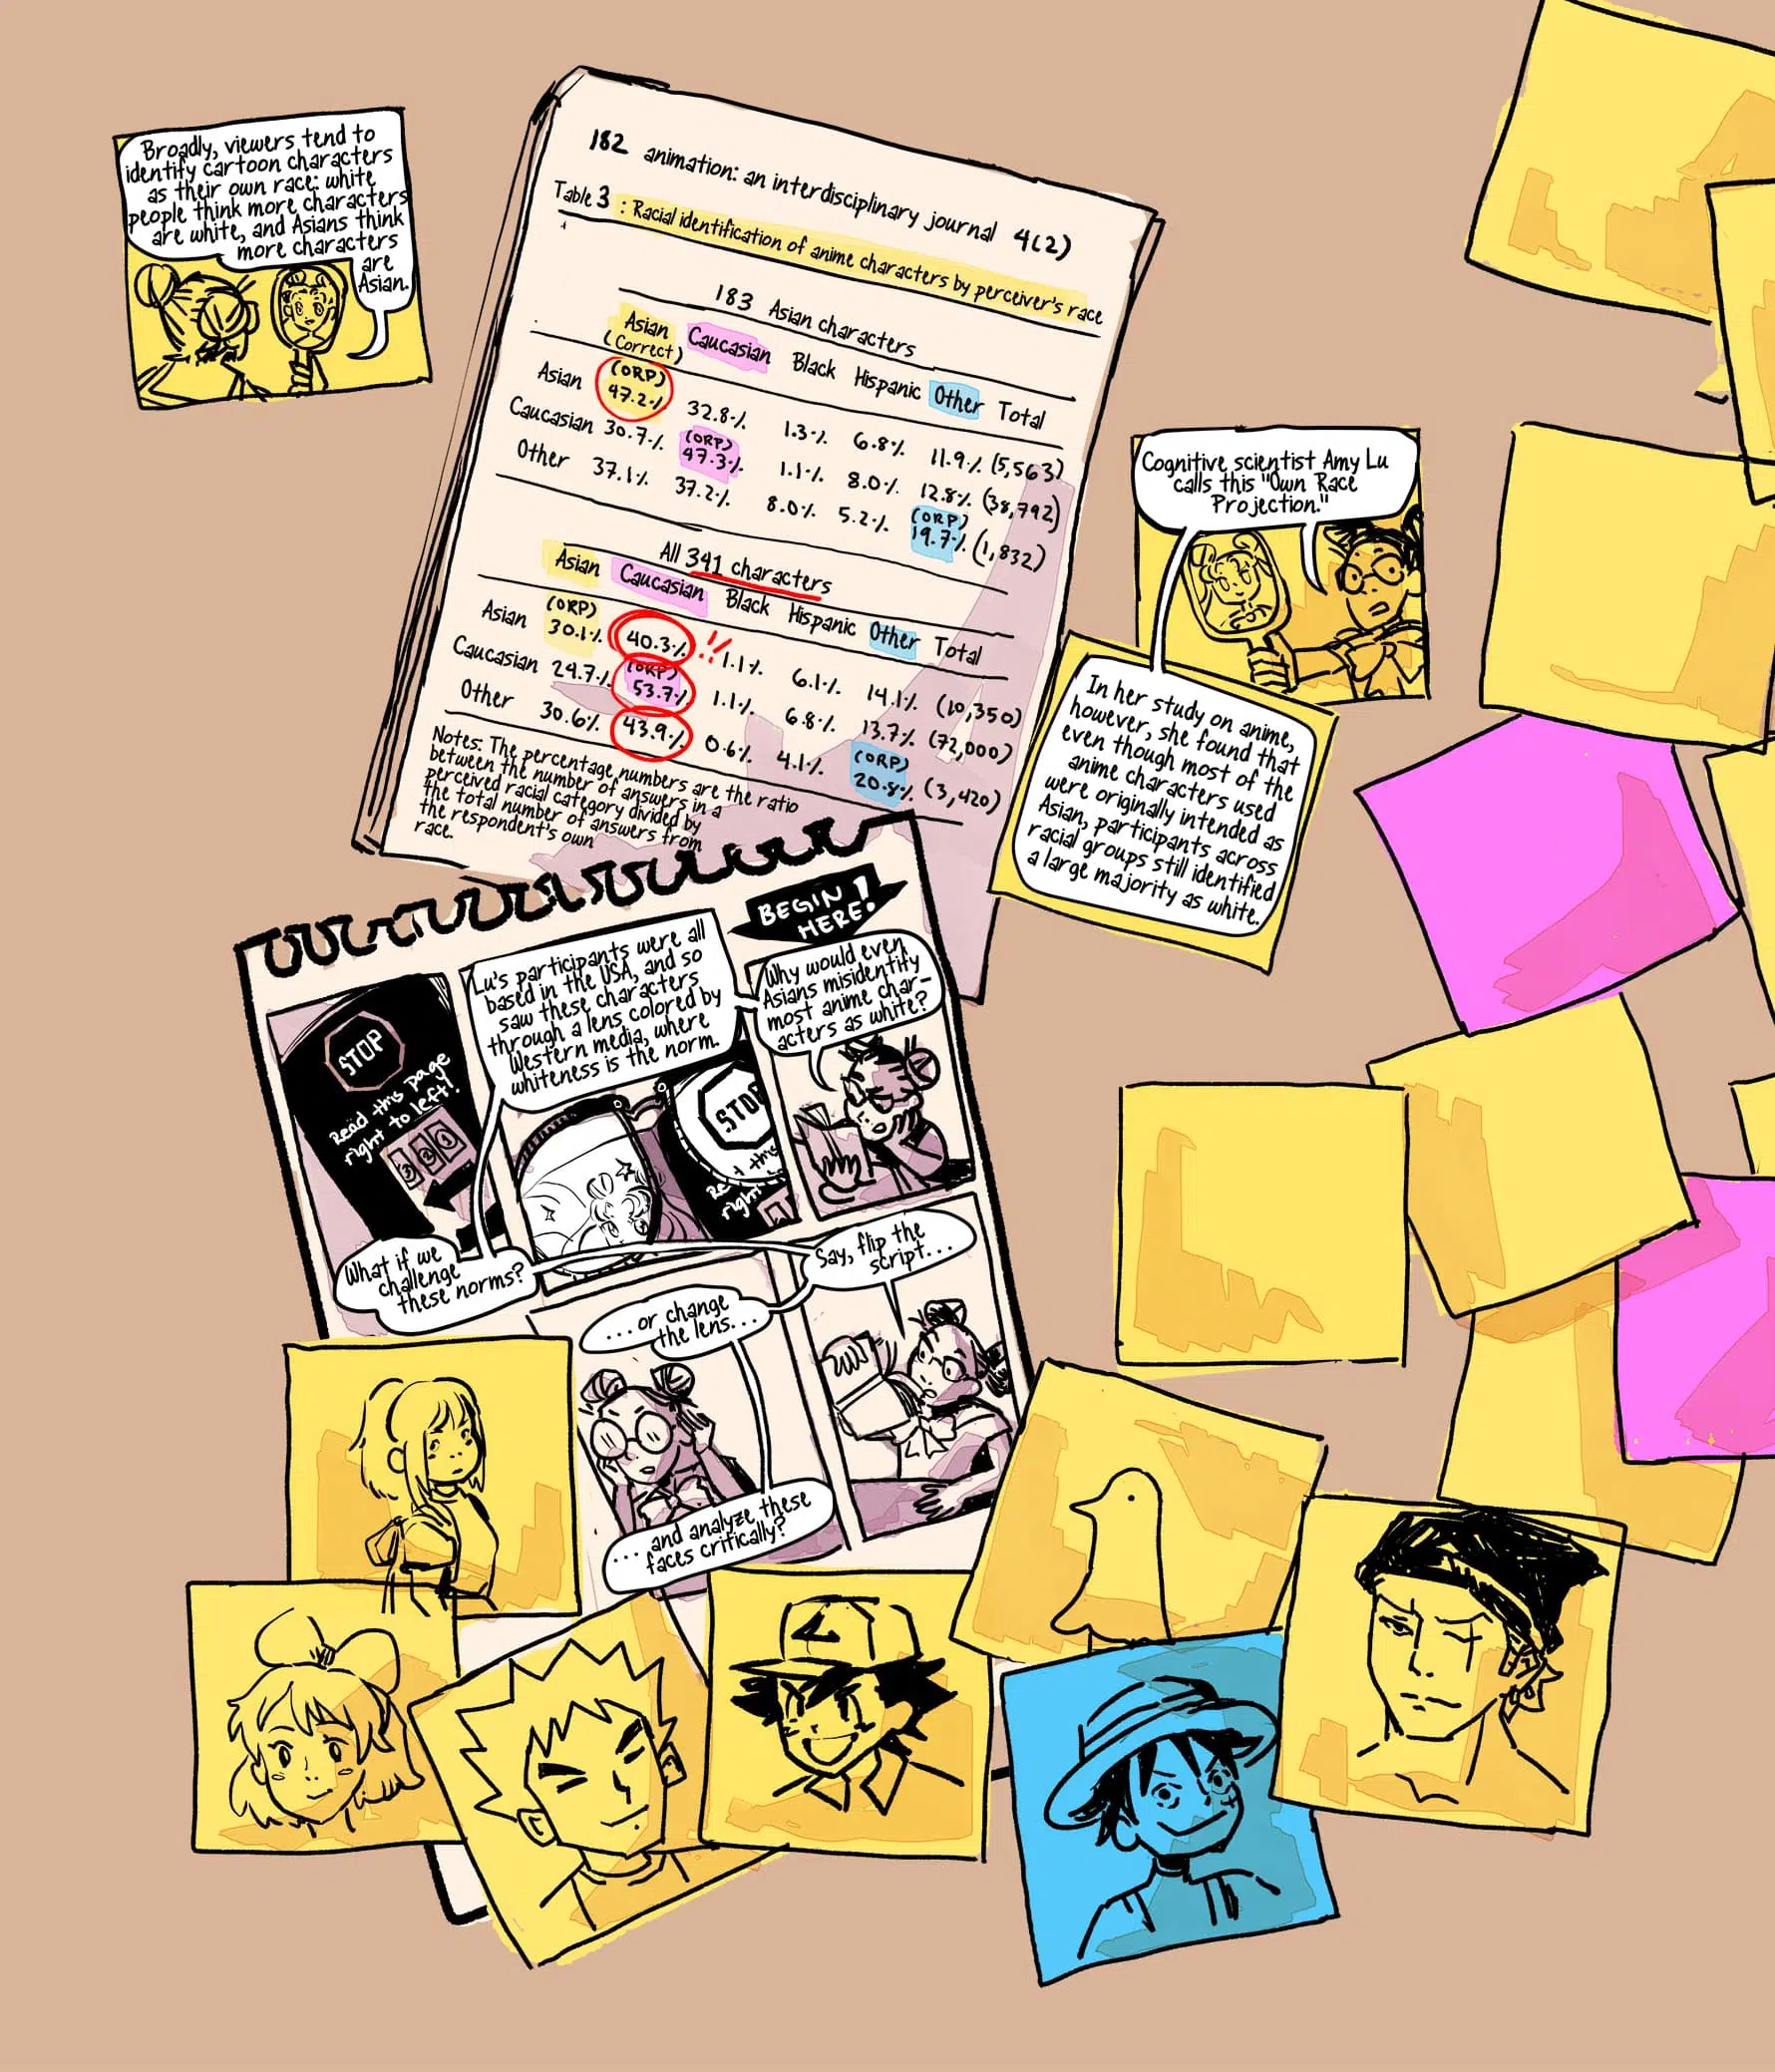 Broadly, viewers tend to
identify cartoon characters
as their own race: white
people think more characters
are white, and Asians think
more characters
are
Asian.
182 animation: an interdisciplinary journal 4(2)
Table 3 : Racial identification of anime characters by perceiver's race
183 Asian characters
Asian (Correct) Caucasian Black Hispanic Other Total
Asian (ORP) 47.2% 32.8% 1.3% 6.8% 11.9% (5,563)
Caucasian 30.7% (ORP) 47.3% 1.1% 8.0% 12.8% (38,792)
Other 37.1% 37.2% 8.0% 5.2% (ORP) 19.7% (1,832)
All 341 characters
Asian Caucasian Black Hispanic Other Total
Asian (ORP) 30.1% 40.3% !! 1.1% 6.1% 14.1% (10,350)
Caucasian 29.7% (ORP) 53.7% 1.1% 6.8% 13.7% (72,000)
Other 30.6% 43.9% 0.6% 4.1% (ORP) 20.8% (3,420)
Notes: The percentage numbers are the ratio
between the number of answers in a
perceived racial category divided by
the total number of answers from
the respondent's own
race.
Cognitive scientist Amy Lu
calls this "Own Race
Projection."
In her study on anime,
however, she found that
even though most of the
anime characters used
were originally intended as
Asian, participants across
racial groups still identified
a large majority as white.
BEGIN
HERE!
Why would even
Asians misidentify
most anime char-
acters as white?
Lu's participants were all
based in the USA, and so
saw these characters
through a lens colored by
Western media, where
whiteness is the norm.
STOP
Re d this
right
STOP
Read this page
right to left!
3 2 1
What if we
challenge
these norms?
Say, flip the
script...
...or change
the lens...
...and analyze these
faces critically?